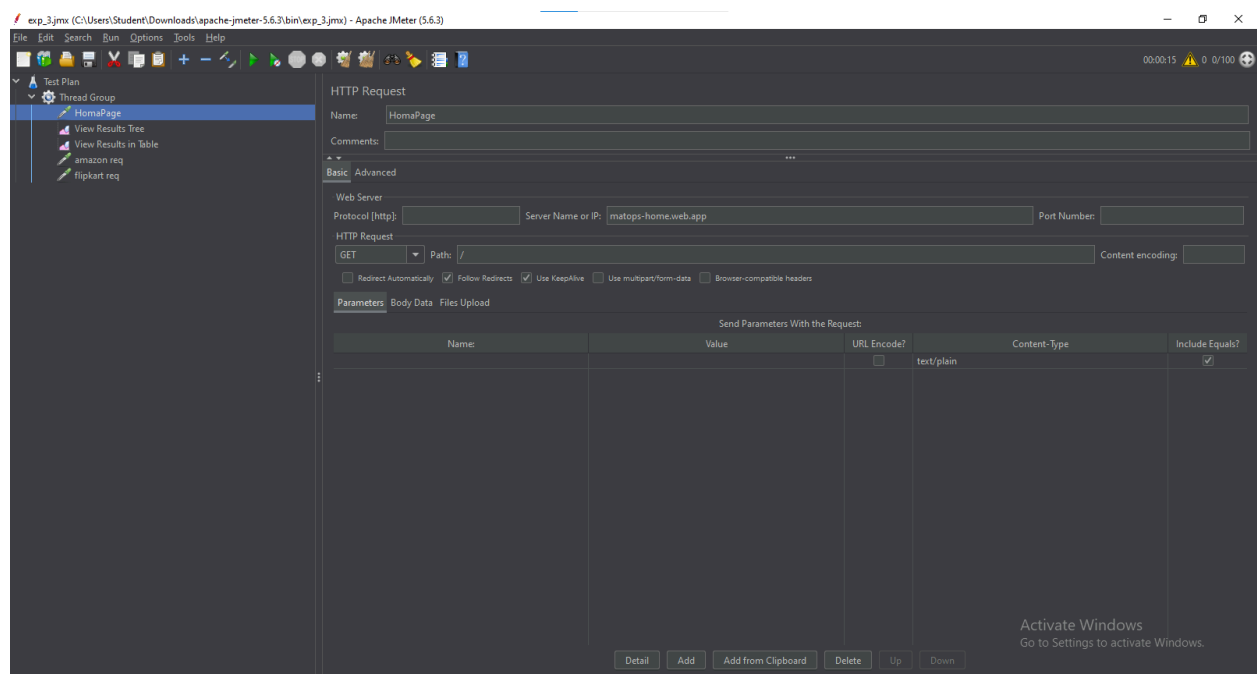 exp_3.jmx (C:\Users\Student\Downloads\apache-jmeter-5.6.3\bin\exp_3.jmx) - Apache JMeter (5.6.3)
File Edit Search Run Options Tools Help
00:00:15 0 0/100
Test Plan
Thread Group
HomaPage
View Results Tree
View Results in Table
amazon req
flipkart req
HTTP Request
Name: HomaPage
Comments:
Basic Advanced
Web Server
Protocol [http]: Server Name or IP: matops-home.web.app Port Number:
HTTP Request
GET Path: / Content encoding:
Redirect Automatically Follow Redirects Use KeepAlive Use multipart/form-data Browser-compatible headers
Parameters Body Data Files Upload
Send Parameters With the Request:
Name: Value URL Encode? Content-Type Include Equals?
text/plain
Activate Windows
Go to Settings to activate Windows.
Detail Add Add from Clipboard Delete Up Down